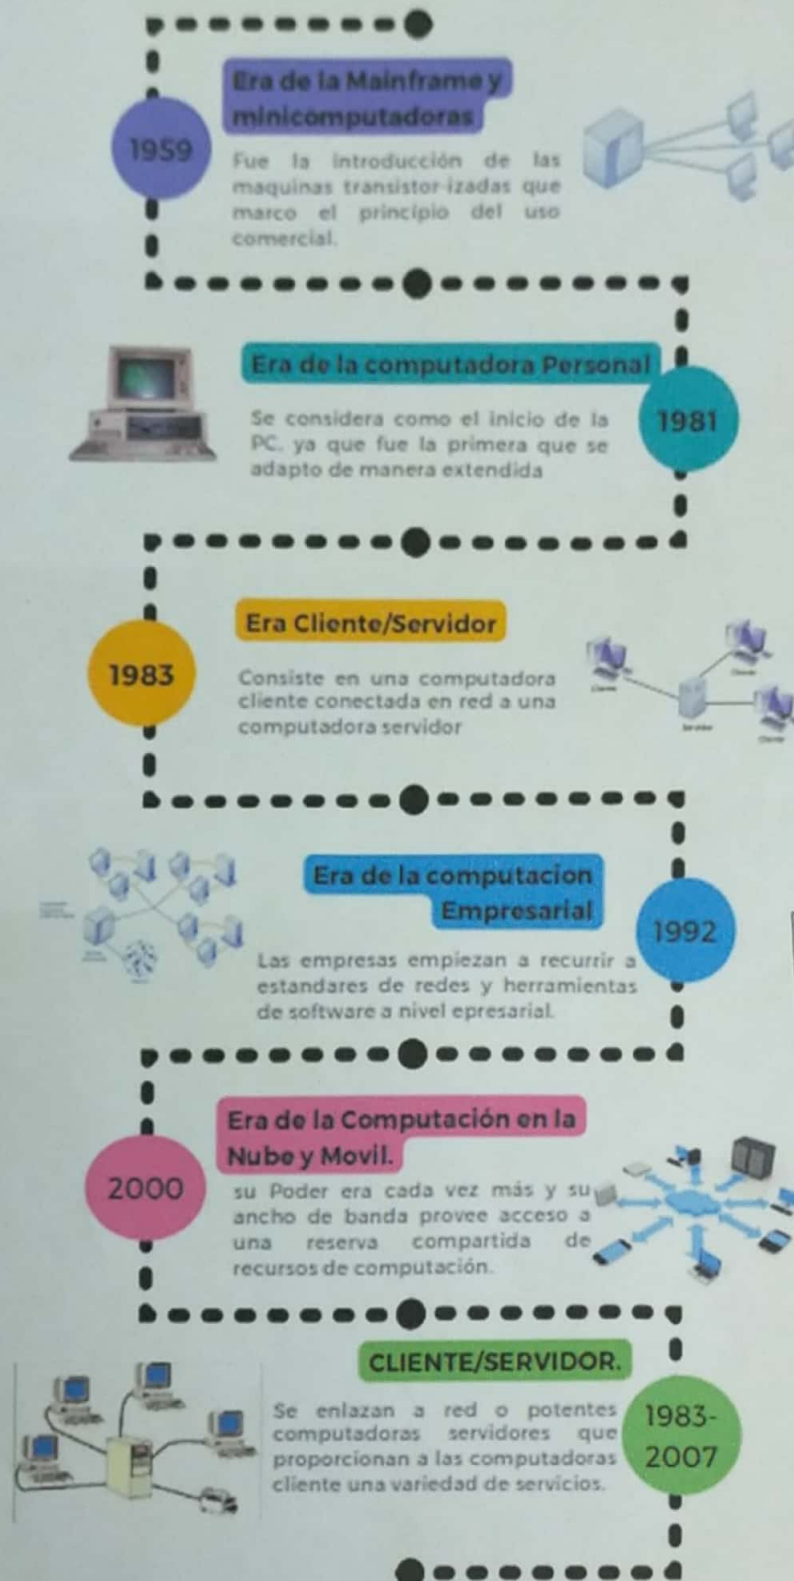 Era de la Mainframe y
minicomputadoras
1959
Fue la introducción de las
maquinas transistor-izadas que
marco el principio del uso
comercial.
Era de la computadora Personal
1981
Se considera como el inicio de la
PC, ya que fue la primera que se
adapto de manera extendida
Era Cliente/Servidor
1983
Consiste en una computadora
cliente conectada en red a una
computadora servidor
Era de la computacion
Empresarial
1992
Las empresas empiezan a recurrir a
estandares de redes y herramientas
de software a nivel epresarial.
Era de la Computación en la
Nube y Movil.
2000
su Poder era cada vez más y su
ancho de banda provee acceso a
una reserva compartida de
recursos de computación.
CLIENTE/SERVIDOR.
1983-
2007
Se enlazan a red o potentes
computadoras servidores que
proporcionan a las computadoras
cliente una variedad de servicios.